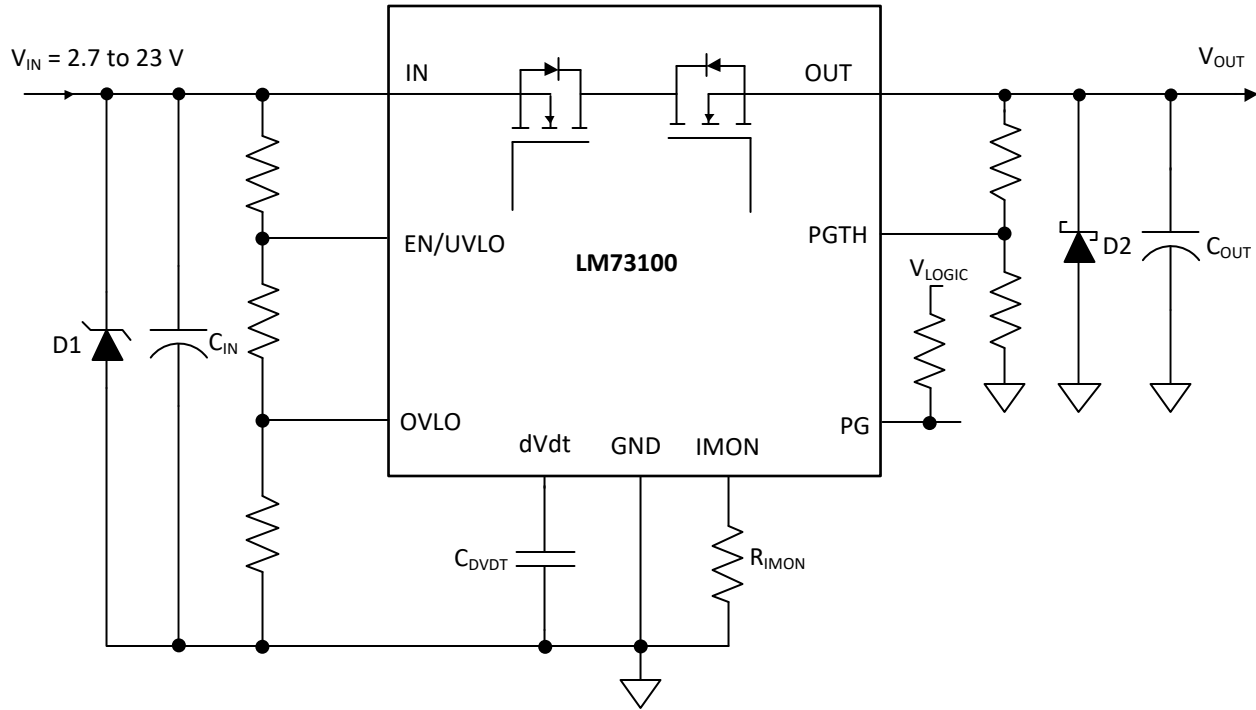 V_IN = 2.7 to 23 V
IN
OUT
V_OUT
EN/UVLO
PGTH
LM73100
D2
C_OUT
V_LOGIC
D1
C_IN
OVLO
PG
dVdt
GND
IMON
C_DVDT
R_IMON